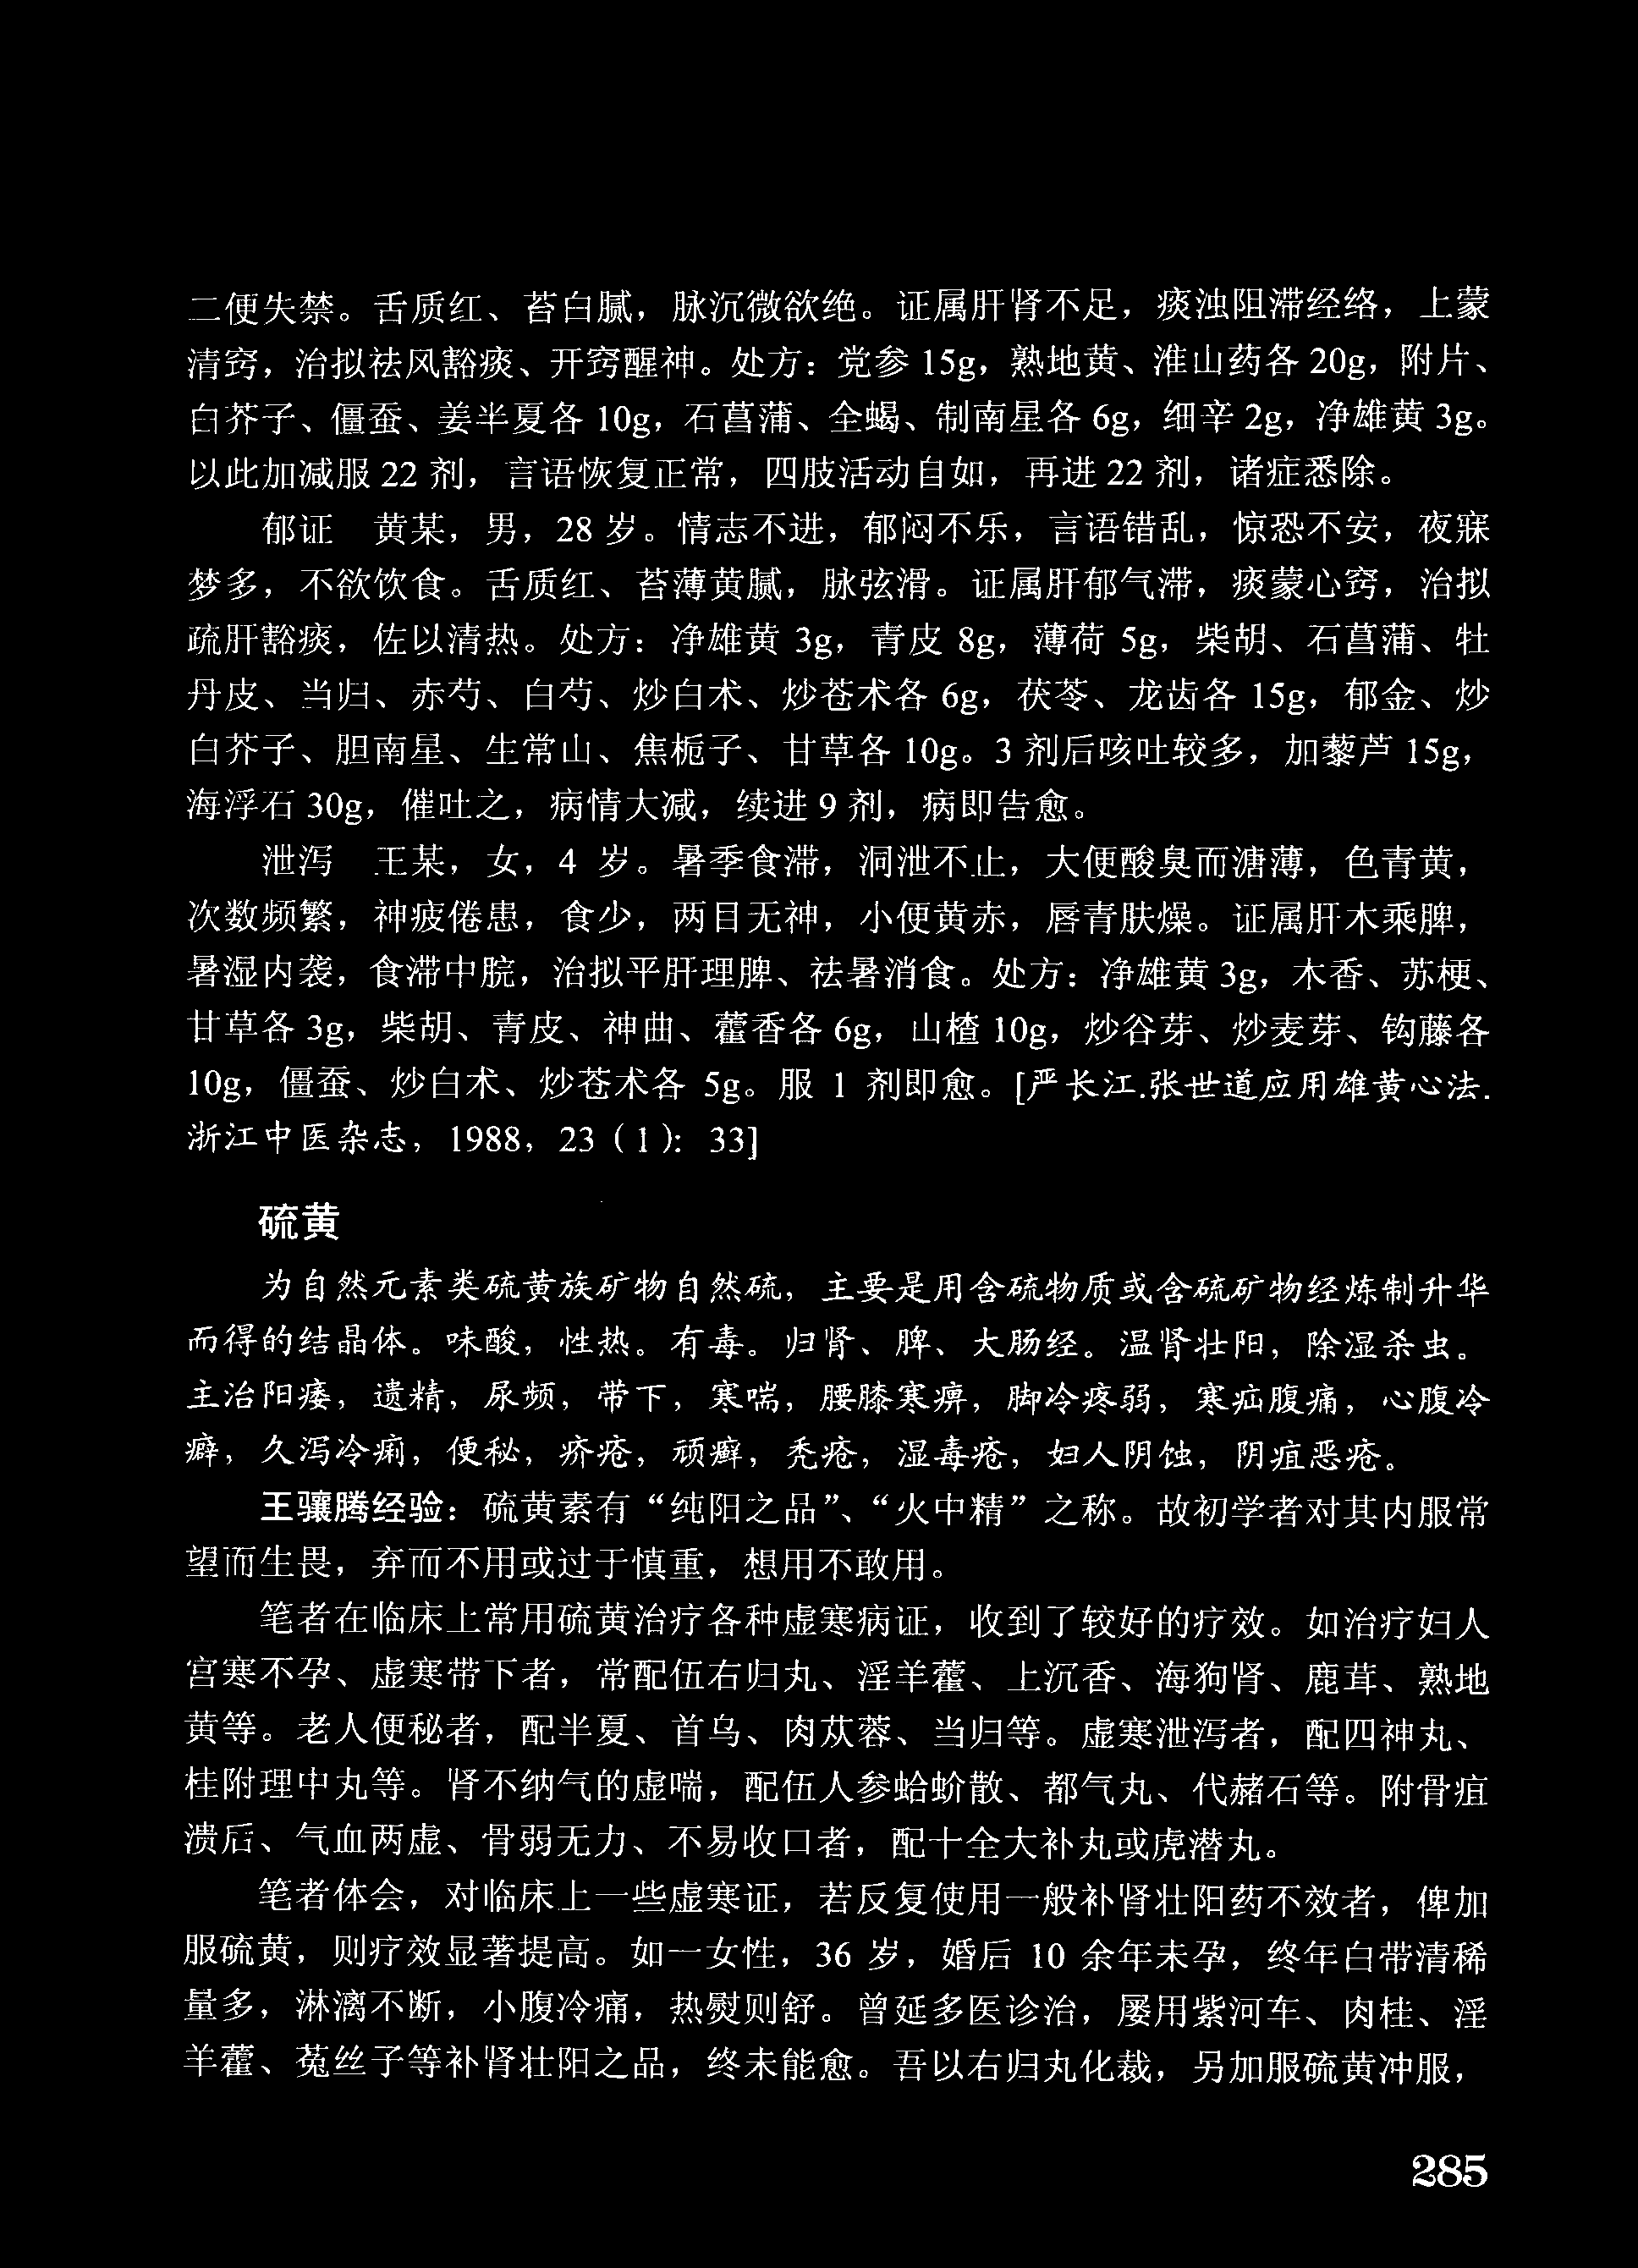 二便失禁。舌质红、苔白腻，脉沉微欲绝。证属肝肾不足，痰浊阻滞经络，上蒙
清窍，治拟祛风豁痰、开窍醒神。处方：党参 15g，熟地黄、淮山药各 20g，附片、
白芥子、僵蚕、姜半夏各 10g，石菖蒲、全蝎、制南星各 6g，细辛 2g，净雄黄 3g。
以此加减服 22 剂，言语恢复正常，四肢活动自如，再进 22 剂，诸症悉除。
郁证　黄某，男，28 岁。情志不进，郁闷不乐，言语错乱，惊恐不安，夜寐
梦多，不欲饮食。舌质红、苔薄黄腻，脉弦滑。证属肝郁气滞，痰蒙心窍，治拟
疏肝豁痰，佐以清热。处方：净雄黄 3g，青皮 8g，薄荷 5g，柴胡、石菖蒲、牡
丹皮、当归、赤芍、白芍、炒白术、炒苍术各 6g，茯苓、龙齿各 15g，郁金、炒
白芥子、胆南星、生常山、焦栀子、甘草各 10g。3 剂后咳吐较多，加藜芦 15g，
海浮石 30g，催吐之，病情大减，续进 9 剂，病即告愈。
泄泻　王某，女，4 岁。暑季食滞，洞泄不止，大便酸臭而溏薄，色青黄，
次数频繁，神疲倦患，食少，两目无神，小便黄赤，唇青肤燥。证属肝木乘脾，
暑湿内袭，食滞中脘，治拟平肝理脾、祛暑消食。处方：净雄黄 3g，木香、苏梗、
甘草各 3g，柴胡、青皮、神曲、藿香各 6g，山楂 10g，炒谷芽、炒麦芽、钩藤各
10g，僵蚕、炒白术、炒苍术各 5g。服 1 剂即愈。[严长江.张世道应用雄黄心法.
浙江中医杂志，1988，23（1）：33]
硫黄
为自然元素类硫黄族矿物自然硫，主要是用含硫物质或含硫矿物经炼制升华
而得的结晶体。味酸，性热。有毒。归肾、脾、大肠经。温肾壮阳，除湿杀虫。
主治阳痿，遗精，尿频，带下，寒喘，腰膝寒痹，脚冷疼弱，寒疝腹痛，心腹冷
癖，久泻冷痢，便秘，疥疮，顽癣，秃疮，湿毒疮，妇人阴蚀，阴疽恶疮。
王骧腾经验：硫黄素有“纯阳之品”、“火中精”之称。故初学者对其内服常
望而生畏，弃而不用或过于慎重，想用不敢用。
笔者在临床上常用硫黄治疗各种虚寒病证，收到了较好的疗效。如治疗妇人
宫寒不孕、虚寒带下者，常配伍右归丸、淫羊藿、上沉香、海狗肾、鹿茸、熟地
黄等。老人便秘者，配半夏、首乌、肉苁蓉、当归等。虚寒泄泻者，配四神丸、
桂附理中丸等。肾不纳气的虚喘，配伍人参蛤蚧散、都气丸、代赭石等。附骨疽
溃后、气血两虚、骨弱无力、不易收口者，配十全大补丸或虎潜丸。
笔者体会，对临床上一些虚寒证，若反复使用一般补肾壮阳药不效者，俾加
服硫黄，则疗效显著提高。如一女性，36 岁，婚后 10 余年未孕，终年白带清稀
量多，淋漓不断，小腹冷痛，热熨则舒。曾延多医诊治，屡用紫河车、肉桂、淫
羊藿、菟丝子等补肾壮阳之品，终未能愈。吾以右归丸化裁，另加服硫黄冲服，
285